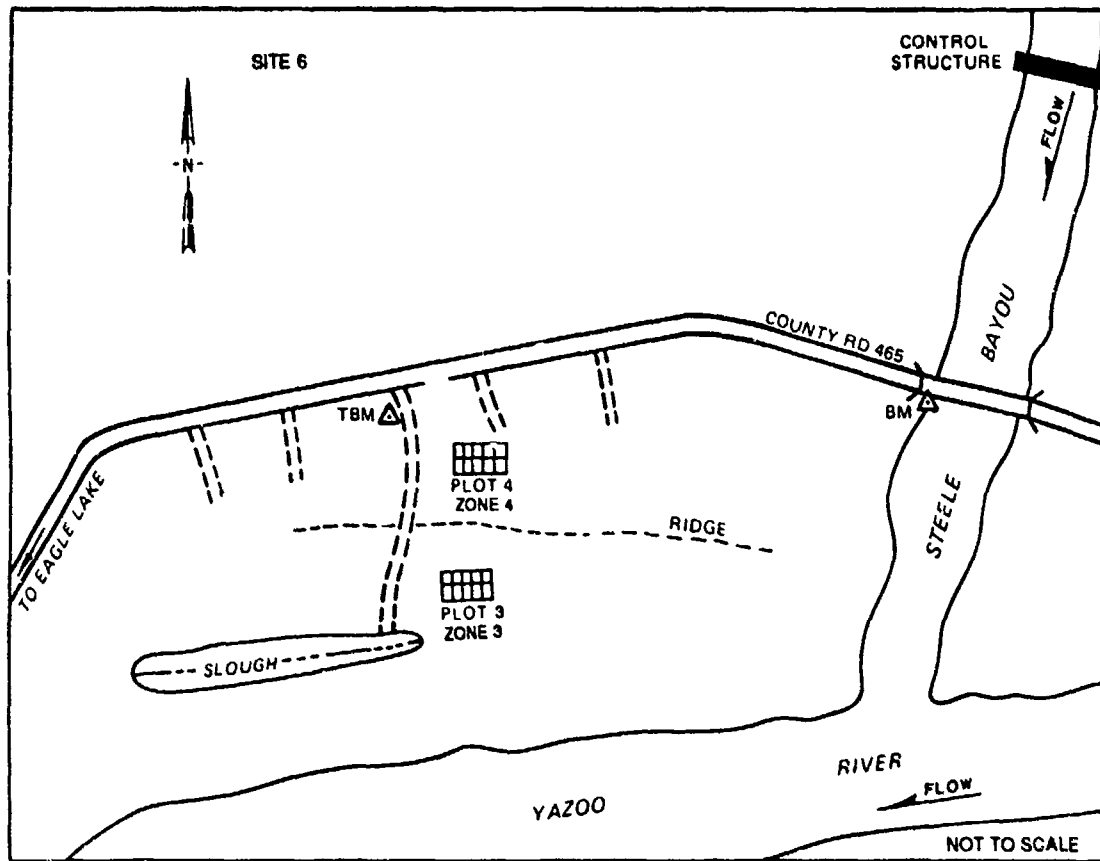 SITE 6
CONTROL
STRUCTURE
-N-
FLOW
BAYOU
COUNTY RD 465
TBM
BM
PLOT 4
ZONE 4
STEELE
RIDGE
TO EAGLE LAKE
PLOT 3
ZONE 3
SLOUGH
RIVER
FLOW
YAZOO
NOT TO SCALE